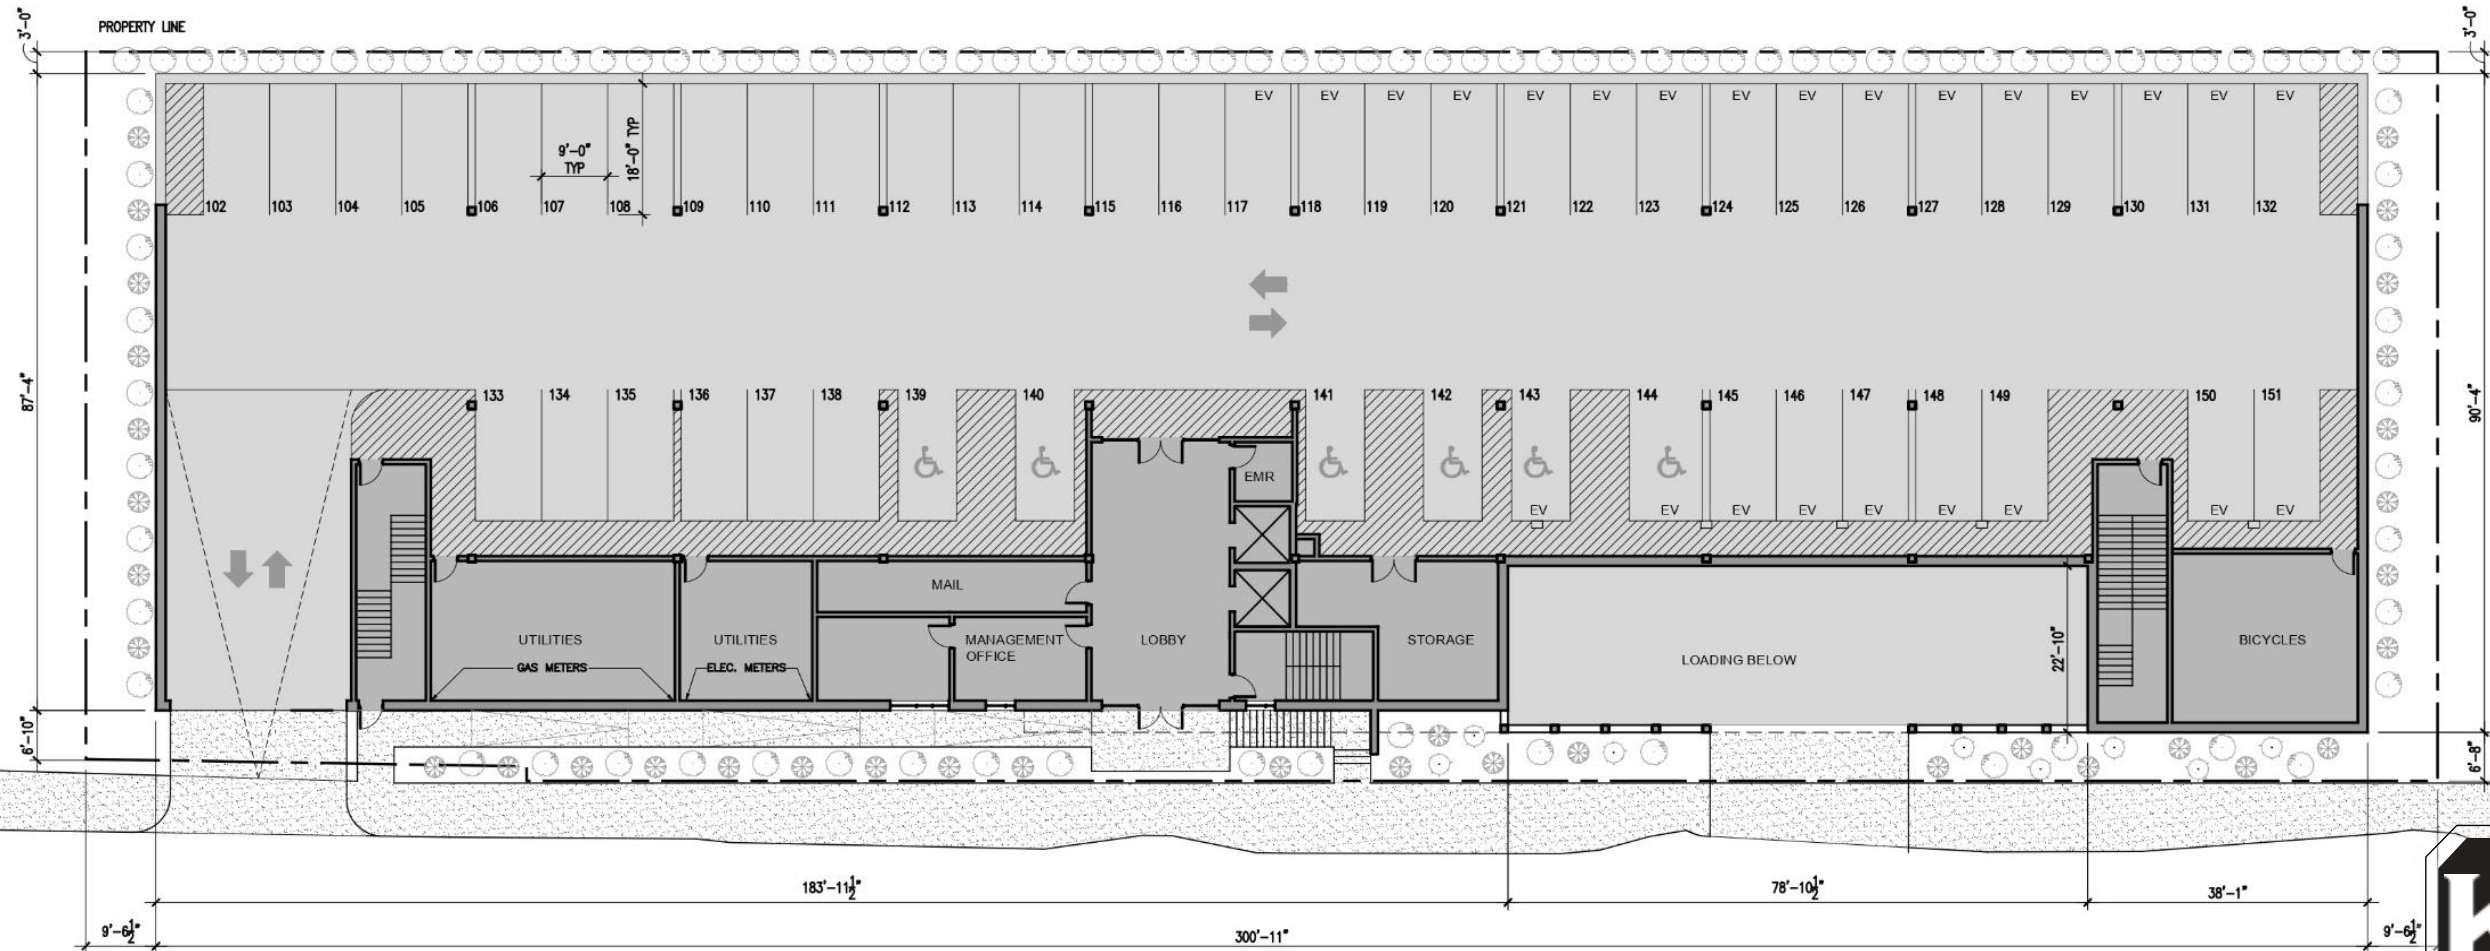 3'-0"
PROPERTY LINE
3'-0"
EV EV EV EV EV EV EV EV EV EV EV EV EV EV EV EV
9'-0"
TYP
18'-0" TYP
102 103 104 105 106 107 108 109 110 111 112 113 114 115 116 117 118 119 120 121 122 123 124 125 126 127 128 129 130 131 132
87'-4"
90'-4"
133 134 135 136 137 138 139 140 141 142 143 144 145 146 147 148 149 150 151
EMR
EV EV EV EV EV EV EV EV EV
MAIL
UTILITIES
GAS METERS
UTILITIES
ELEC. METERS
MANAGEMENT
OFFICE
LOBBY
STORAGE
LOADING BELOW
22'-10"
BICYCLES
6'-10"
6'-8"
183'-11½"
78'-10½"
38'-1"
9'-6½"
300'-11"
9'-6½"